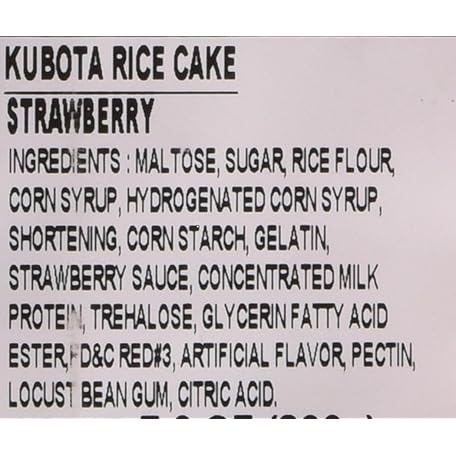 KUBOTA RICE CAKE
STRAWBERRY
INGREDIENTS : MALTOSE, SUGAR, RICE FLOUR,
CORN SYRUP, HYDROGENATED CORN SYRUP,
SHORTENING, CORN STARCH, GELATIN,
STRAWBERRY SAUCE, CONCENTRATED MILK
PROTEIN, TREHALOSE, GLYCERIN FATTY ACID
ESTER, FD&C RED#3, ARTIFICIAL FLAVOR, PECTIN,
LOCUST BEAN GUM, CITRIC ACID.